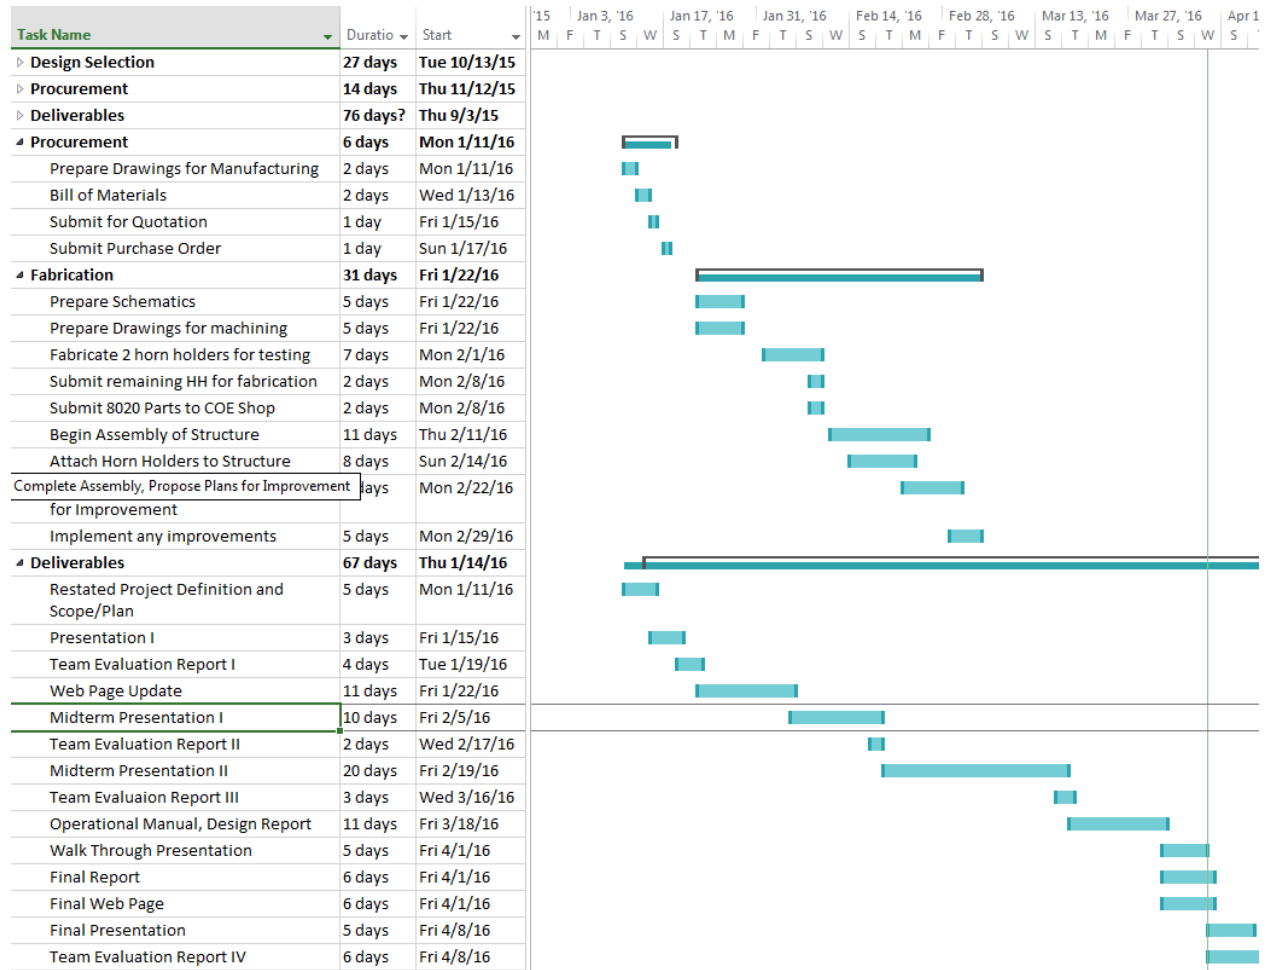 '15 Jan 3, '16 Jan 17, '16 Jan 31, '16 Feb 14, '16 Feb 28, '16 Mar 13, '16 Mar 27, '16 Apr 1
Task Name Duratio Start M F T S W S T M F T S W S T M F T S W S T M F T S W S
Design Selection 27 days Tue 10/13/15
Procurement 14 days Thu 11/12/15
Deliverables 76 days? Thu 9/3/15
Procurement 6 days Mon 1/11/16
Prepare Drawings for Manufacturing 2 days Mon 1/11/16
Bill of Materials 2 days Wed 1/13/16
Submit for Quotation 1 day Fri 1/15/16
Submit Purchase Order 1 day Sun 1/17/16
Fabrication 31 days Fri 1/22/16
Prepare Schematics 5 days Fri 1/22/16
Prepare Drawings for machining 5 days Fri 1/22/16
Fabricate 2 horn holders for testing 7 days Mon 2/1/16
Submit remaining HH for fabrication 2 days Mon 2/8/16
Submit 8020 Parts to COE Shop 2 days Mon 2/8/16
Begin Assembly of Structure 11 days Thu 2/11/16
Attach Horn Holders to Structure 8 days Sun 2/14/16
Complete Assembly, Propose Plans for Improvement days Mon 2/22/16
for Improvement
Implement any improvements 5 days Mon 2/29/16
Deliverables 67 days Thu 1/14/16
Restated Project Definition and 5 days Mon 1/11/16
Scope/Plan
Presentation I 3 days Fri 1/15/16
Team Evaluation Report I 4 days Tue 1/19/16
Web Page Update 11 days Fri 1/22/16
Midterm Presentation I 10 days Fri 2/5/16
Team Evaluation Report II 2 days Wed 2/17/16
Midterm Presentation II 20 days Fri 2/19/16
Team Evaluaion Report III 3 days Wed 3/16/16
Operational Manual, Design Report 11 days Fri 3/18/16
Walk Through Presentation 5 days Fri 4/1/16
Final Report 6 days Fri 4/1/16
Final Web Page 6 days Fri 4/1/16
Final Presentation 5 days Fri 4/8/16
Team Evaluation Report IV 6 days Fri 4/8/16